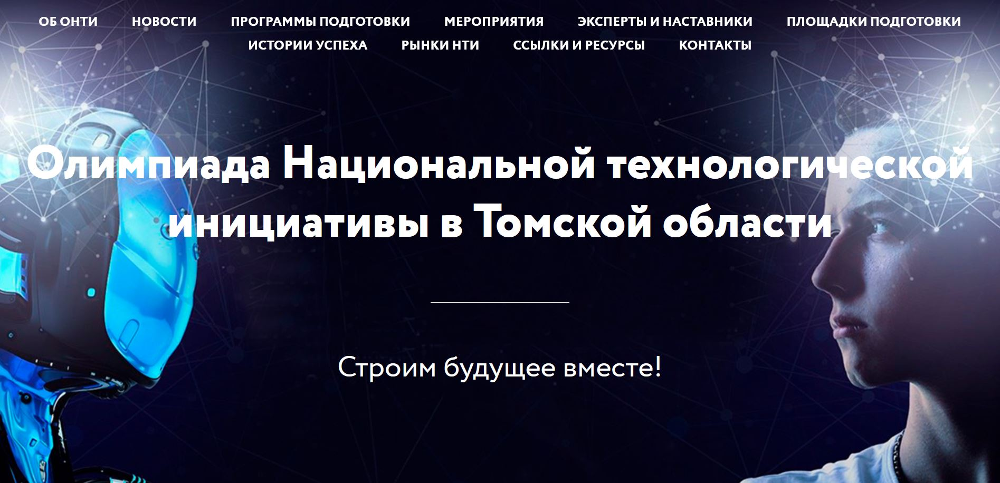 ОБ ОНТИ НОВОСТИ ПРОГРАММЫ ПОДГОТОВКИ МЕРОПРИЯТИЯ ЭКСПЕРТЫ И НАСТАВНИКИ ПЛОЩАДКИ ПОДГОТОВКИ
ИСТОРИИ УСПЕХА РЫНКИ НТИ ССЫЛКИ И РЕСУРСЫ КОНТАКТЫ
Олимпиада Национальной технологической
инициативы в Томской области
Строим будущее вместе!